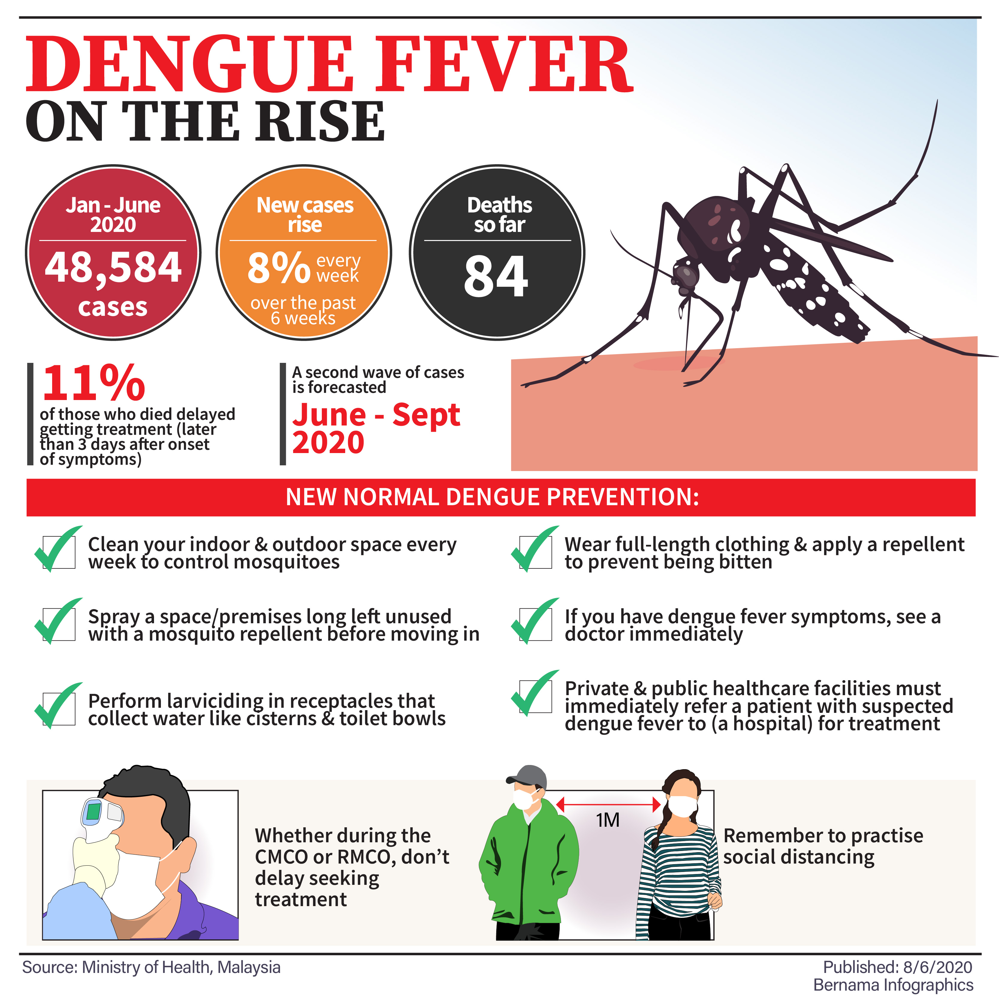 DENGUE FEVER
ON THE RISE
Jan - June
2020
48,584
cases
New cases
rise
8% every
week
over the past
6 weeks
Deaths
so far
84
11%
of those who died delayed
getting treatment (later
than 3 days after onset
of symptoms)
A second wave of cases
is forecasted
June - Sept
2020
NEW NORMAL DENGUE PREVENTION:
Clean your indoor & outdoor space every
week to control mosquitoes
Spray a space/premises long left unused
with a mosquito repellent before moving in
Perform larviciding in receptacles that
collect water like cisterns & toilet bowls
Wear full-length clothing & apply a repellent
to prevent being bitten
If you have dengue fever symptoms, see a
doctor immediately
Private & public healthcare facilities must
immediately refer a patient with suspected
dengue fever to (a hospital) for treatment
Whether during the
CMCO or RMCO, don’t
delay seeking
treatment
1M
Remember to practise
social distancing
Source: Ministry of Health, Malaysia
Published: 8/6/2020
Bernama Infographics